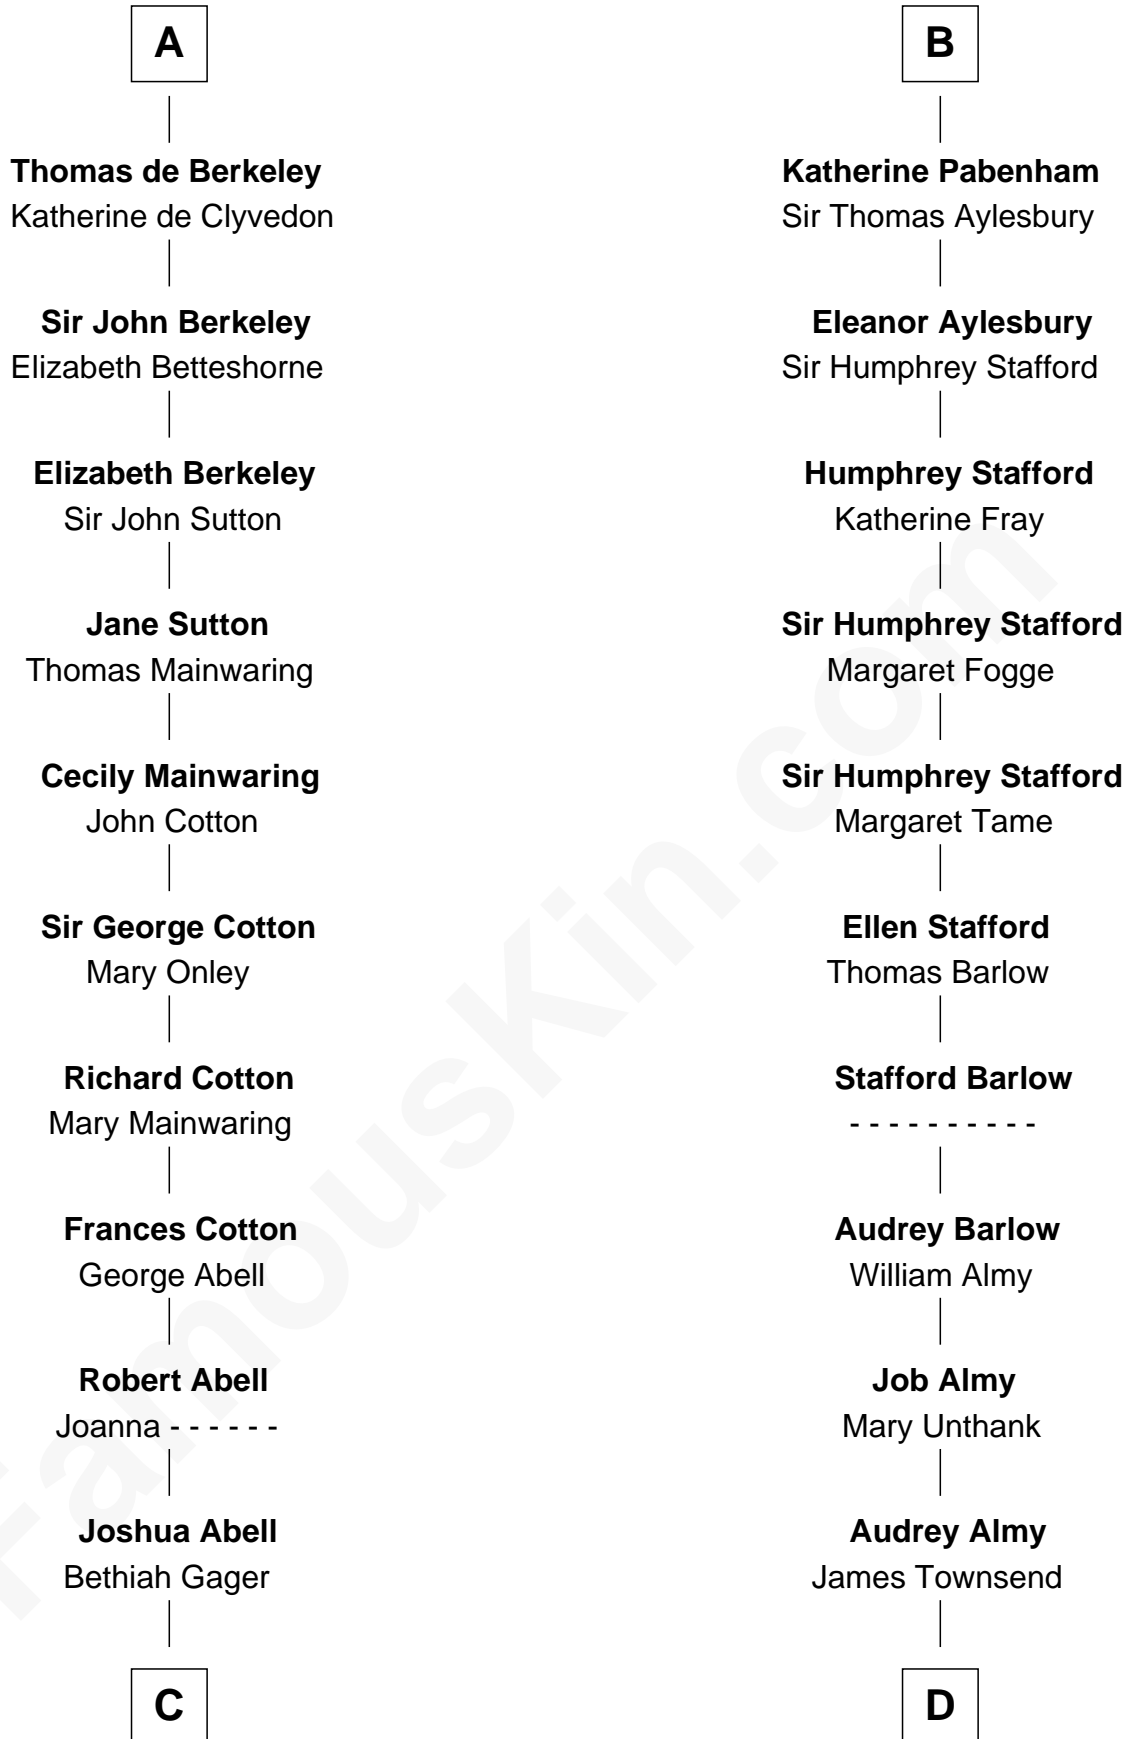 A
Thomas de Berkeley
Katherine de Clyvedon
Sir John Berkeley
Elizabeth Betteshorne
Elizabeth Berkeley
Sir John Sutton
Jane Sutton
Thomas Mainwaring
Cecily Mainwaring
John Cotton
Sir George Cotton
Mary Onley
Richard Cotton
Mary Mainwaring
Frances Cotton
George Abell
Robert Abell
Joanna - - - - - -
Joshua Abell
Bethiah Gager
C
B
Katherine Pabenham
Sir Thomas Aylesbury
Eleanor Aylesbury
Sir Humphrey Stafford
Humphrey Stafford
Katherine Fray
Sir Humphrey Stafford
Margaret Fogge
Sir Humphrey Stafford
Margaret Tame
Ellen Stafford
Thomas Barlow
Stafford Barlow
- - - - - - - - - -
Audrey Barlow
William Almy
Job Almy
Mary Unthank
Audrey Almy
James Townsend
D
FamousKin.com